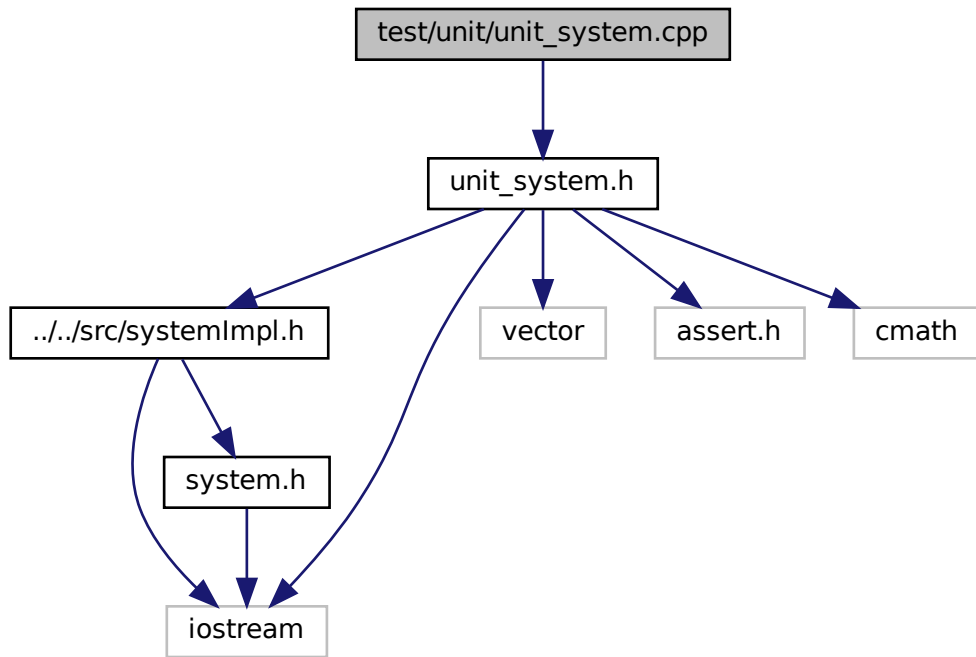 test/unit/unit_system.cpp
unit_system.h
../../src/systemImpl.h
vector
assert.h
cmath
system.h
iostream